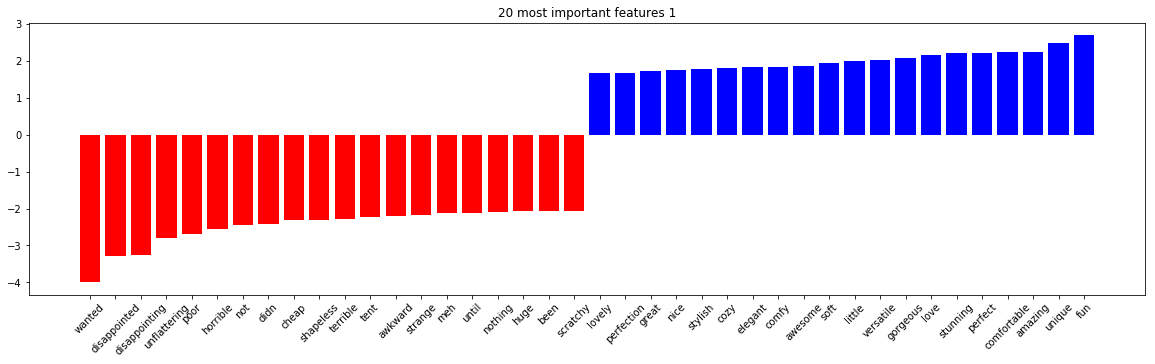 20 most important features 1
3
2
1
0
−1
−2
−3
−4
wanted
disappointed
disappointing
unflattering
poor
horrible
not
didn
cheap
shapeless
terrible
tent
awkward
strange
meh
until
nothing
huge
been
scratchy
lovely
perfection
great
nice
stylish
cozy
elegant
comfy
awesome
soft
little
versatile
gorgeous
love
stunning
perfect
comfortable
amazing
unique
fun